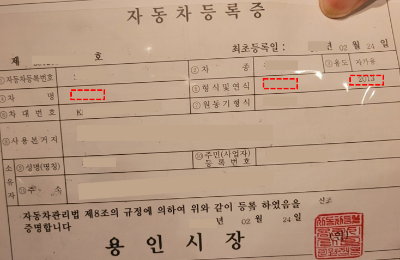 자동차등록증
제 호 최초등록일 : 02 월 24 일
①자동차등록번호 ②차 종 ③용도 자가용
④차 명 ⑤형식및연식 2013
⑥차대번호 K ⑦원동기형식
⑧사용본거지
소유자 ⑨성명(명칭) ⑩주민(사업자)등록번호
⑪주 소
자동차관리법 제8조의 규정에 의하여 위와 같이 등록하였음을
증명합니다 02 월 24 일
용인시장